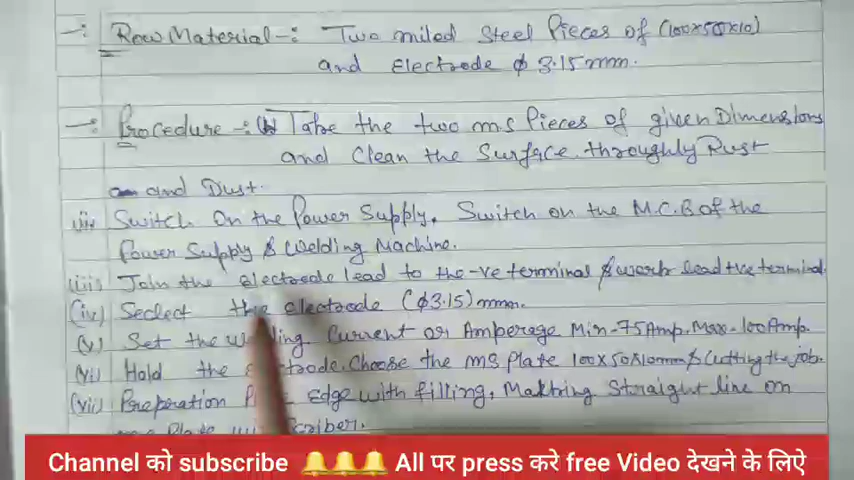 -: Raw Material -: Two miled Steel Pieces of (100x50x10)
and Electrode ϕ 3.15 mm.
-: Procedure -: (i) Take the two ms Pieces of given Dimensions
and Clean the Surface throughly Rust
and Dust.
(ii) Switch On the Power Supply. Switch on the M.C.B of the
Power Supply & Welding Machine.
(iii) Join the electrode lead to the -ve terminal & work lead +ve terminal.
(iv) Seclect the electrode (ϕ3.15) mm.
(v) Set the Current or Amperage Min-75Amp. Max-100Amp.
(vi) Hold the Choose the MS Plate 100x50x10mm & Cutting the job.
(vii) Preperation Edge with filling, Making Straight line on
Plate
Channel को subscribe 🔔🔔🔔 All पर press करे free Video देखने के लिऐ